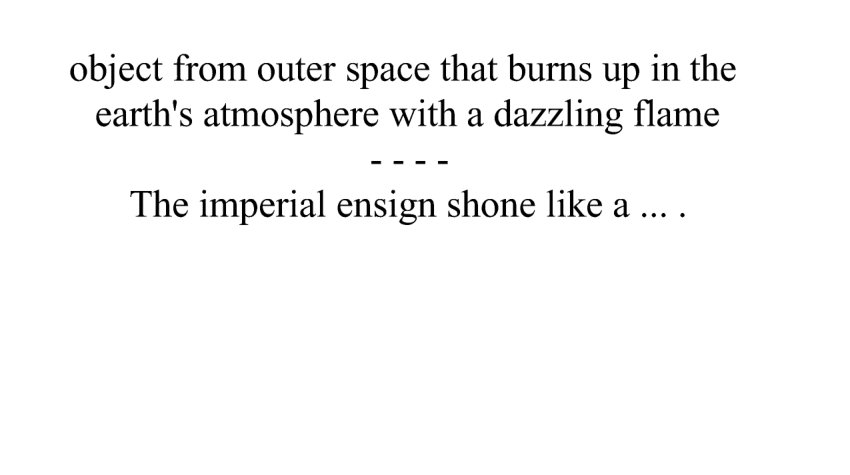 object from outer space that burns up in the
earth's atmosphere with a dazzling flame
- - - -
The imperial ensign shone like a ... .